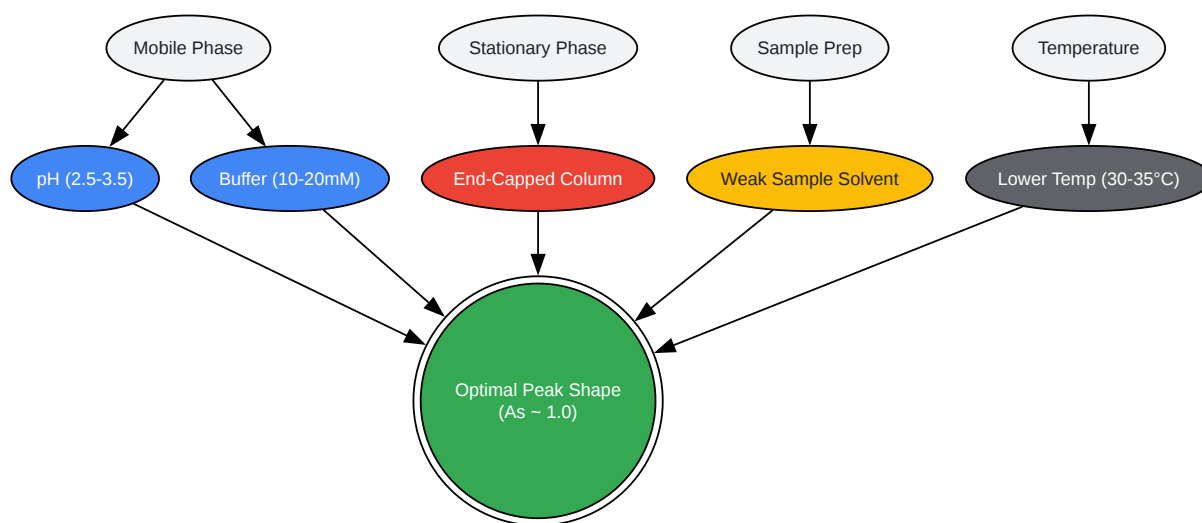 Mobile Phase
Stationary Phase
Sample Prep
Temperature
pH (2.5-3.5)
Buffer (10-20mM)
End-Capped Column
Weak Sample Solvent
Lower Temp (30-35°C)
Optimal Peak Shape
(As ~ 1.0)